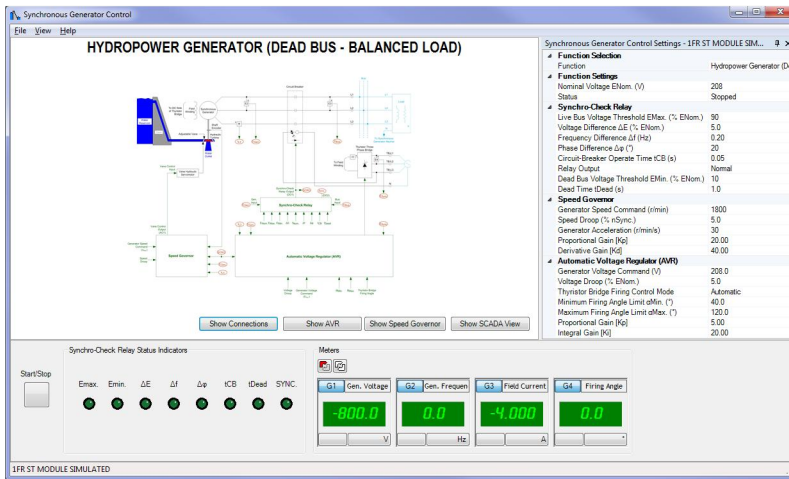 Synchronous Generator Control
File View Help
HYDROPOWER GENERATOR (DEAD BUS - BALANCED LOAD)
Circuit Breaker
Synchro-Check Relay
Speed Governor
Automatic Voltage Regulator (AVR)
Show Connections
Show AVR
Show Speed Governor
Show SCADA View
Synchronous Generator Control Settings - 1FR ST MODULE SIM...
Function Selection
Function Hydropower Generator (De
Function Settings
Nominal Voltage ENom. (V) 208
Status Stopped
Synchro-Check Relay
Live Bus Voltage Threshold EMax. (% ENom.) 90
Voltage Difference ΔE (% ENom.) 5.0
Frequency Difference Δf (Hz) 0.20
Phase Difference Δφ (°) 20
Circuit-Breaker Operate Time tCB (s) 0.05
Relay Output Normal
Dead Bus Voltage Threshold EMin. (% ENom.) 10
Dead Time tDead (s) 1.0
Speed Governor
Generator Speed Command (r/min) 1800
Speed Droop (% nSync.) 5.0
Generator Acceleration (r/min/s) 30
Proportional Gain [Kp] 20.00
Derivative Gain [Kd] 40.00
Automatic Voltage Regulator (AVR)
Generator Voltage Command (V) 208.0
Voltage Droop (% ENom.) 5.0
Thyristor Bridge Firing Control Mode Automatic
Minimum Firing Angle Limit αMin. (°) 40.0
Maximum Firing Angle Limit αMax. (°) 120.0
Proportional Gain [Kp] 5.00
Integral Gain [Ki] 20.00
Start/Stop
Synchro-Check Relay Status Indicators
Emax. Emin. ΔE Δf Δφ tCB tDead SYNC.
Meters
G1 Gen. Voltage
-800.0
V
G2 Gen. Frequen
0.0
Hz
G3 Field Current
-4.000
A
G4 Firing Angle
0.0
°
1FR ST MODULE SIMULATED